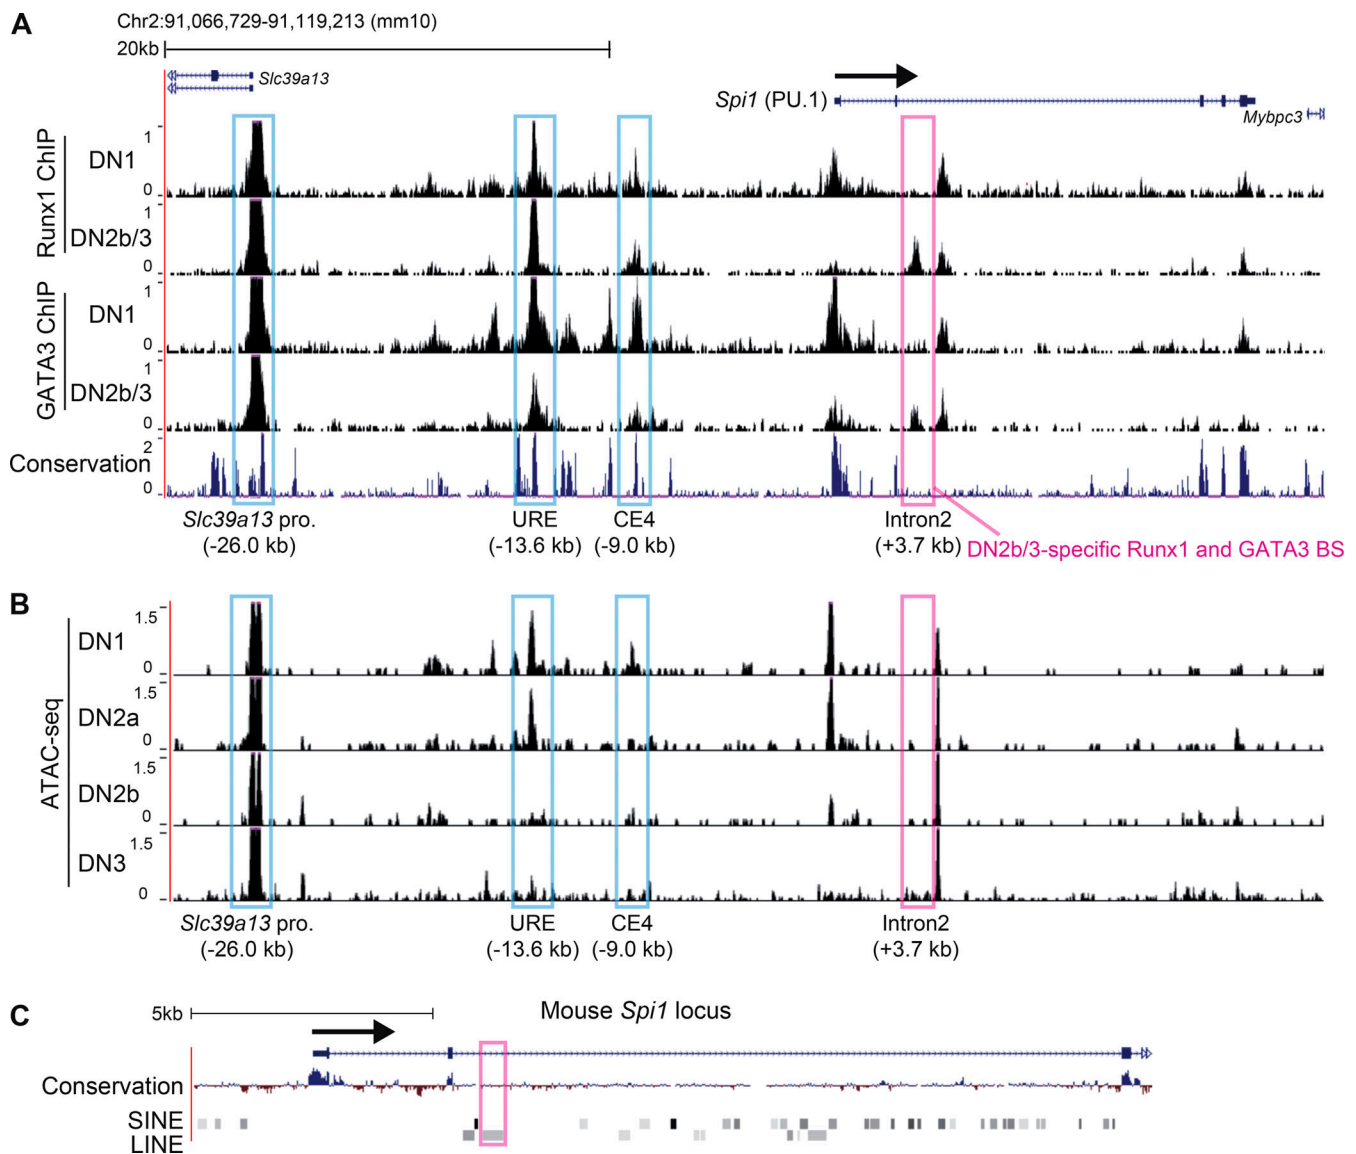 A
Chr2:91,066,729-91,119,213 (mm10)
20kb
Slc39a13
Spi1 (PU.1)
Mybpc3
Runx1 ChIP
DN1
1
0
DN2b/3
1
0
GATA3 ChIP
DN1
1
0
DN2b/3
1
0
Conservation
2
0
Slc39a13 pro.
(-26.0 kb)
URE
(-13.6 kb)
CE4
(-9.0 kb)
Intron2
(+3.7 kb)
DN2b/3-specific Runx1 and GATA3 BS
B
ATAC-seq
DN1
1.5
0
DN2a
1.5
0
DN2b
1.5
0
DN3
1.5
0
Slc39a13 pro.
(-26.0 kb)
URE
(-13.6 kb)
CE4
(-9.0 kb)
Intron2
(+3.7 kb)
C
5kb
Mouse Spi1 locus
Conservation
SINE
LINE